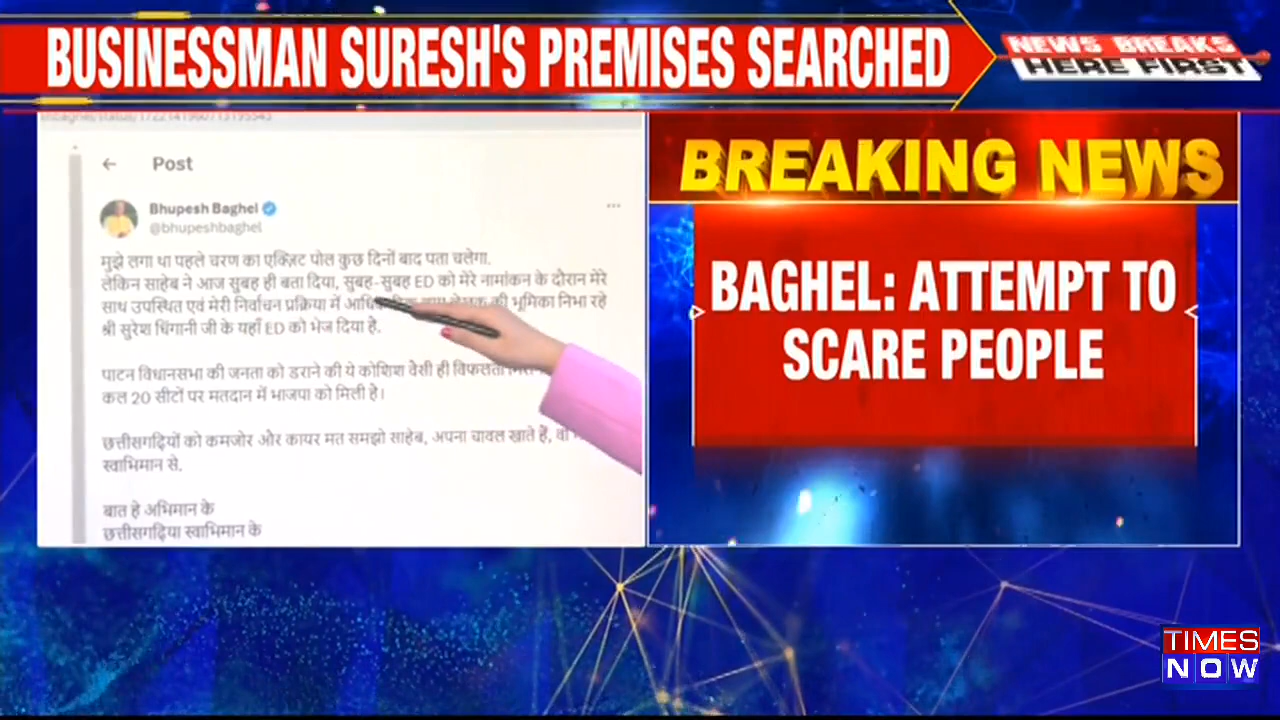 BUSINESSMAN SURESH'S PREMISES SEARCHED
NEWS BREAKS
HERE FIRST
Post
Bhupesh Baghel
@bhupeshbaghel
मुझे लगा था पहले चरण का एक्ज़िट पोल कुछ दिनों बाद पता चलेगा.
लेकिन साहेब ने आज सुबह ही बता दिया, सुबह-सुबह ED को मेरे नामांकन के दौरान मेरे
साथ उपस्थित एवं मेरी निर्वाचन प्रक्रिया में की भूमिका निभा रहे
श्री सुरेश धिंगानी जी के यहाँ ED को भेज दिया है.
पाटन विधानसभा की जनता को डराने की ये कोशिश वैसी ही विफलता
कल 20 सीटों पर मतदान में भाजपा को मिली है।
छत्तीसगढ़ियों को कमजोर और कायर मत समझो साहेब, अपना चावल खाते हैं,
स्वाभिमान से.
बात हे अभिमान के
छत्तीसगढ़िया स्वाभिमान के
BREAKING NEWS
BAGHEL: ATTEMPT TO
SCARE PEOPLE
TIMES
NOW